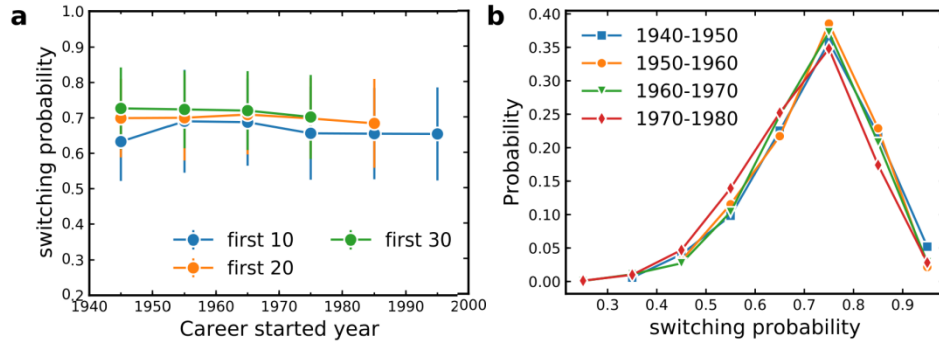 a
switching probability
1.0
0.9
0.8
0.7
0.6
0.5
0.4
0.3
0.2
1940 1950 1960 1970 1980 1990 2000
Career started year
first 10
first 20
first 30
b
Probability
0.40
0.35
0.30
0.25
0.20
0.15
0.10
0.05
0.00
0.3 0.4 0.5 0.6 0.7 0.8 0.9
switching probability
1940-1950
1950-1960
1960-1970
1970-1980